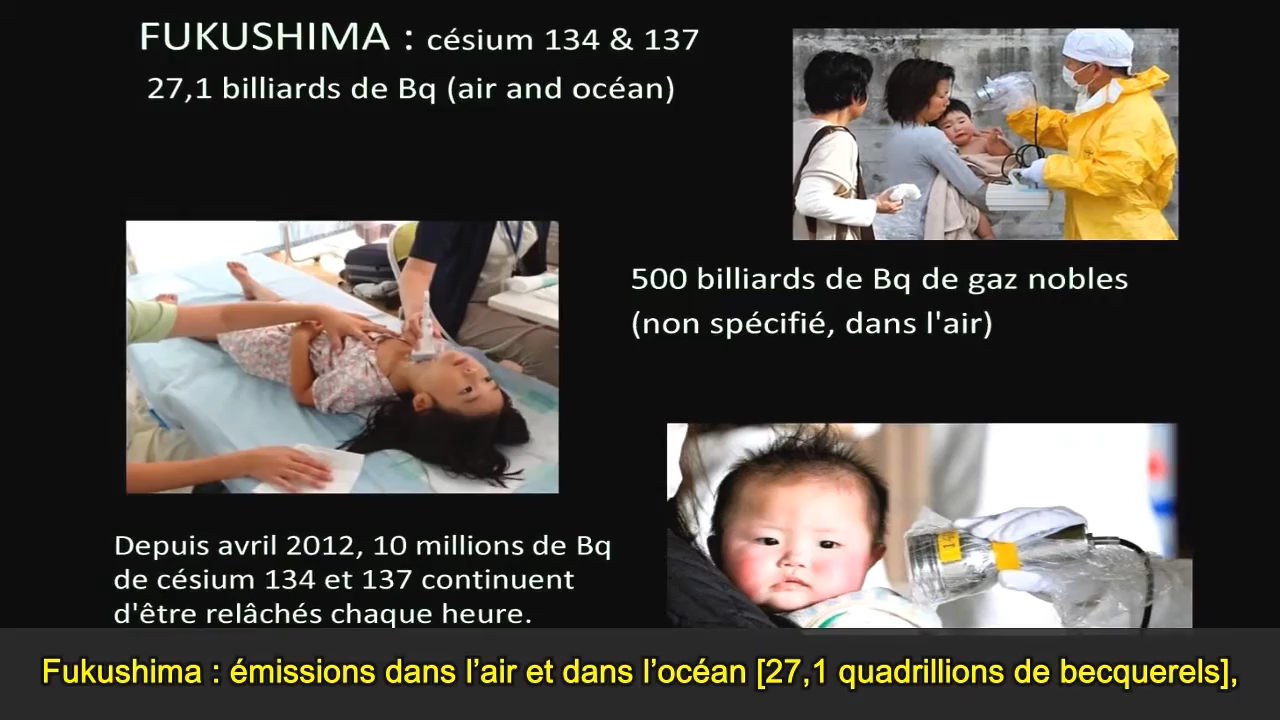 FUKUSHIMA : césium 134 & 137
27,1 billiards de Bq (air and océan)
500 billiards de Bq de gaz nobles
(non spécifié, dans l'air)
Depuis avril 2012, 10 millions de Bq
de césium 134 et 137 continuent
d'être relâchés chaque heure.
Fukushima : émissions dans l’air et dans l’océan [27,1 quadrillions de becquerels],